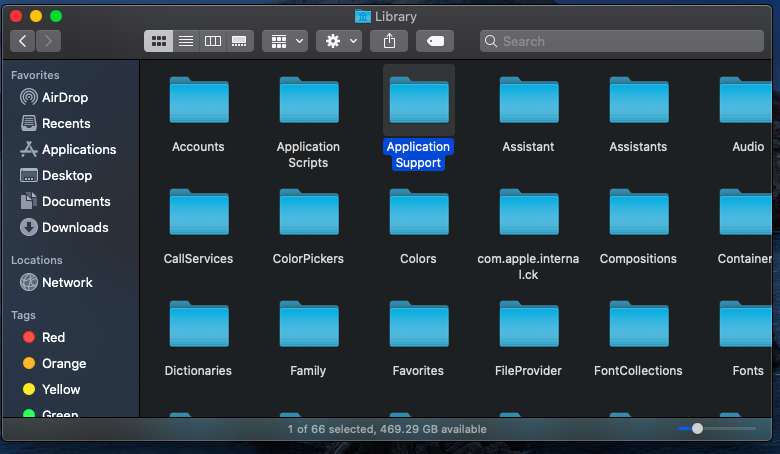 Library
Search
Favorites
AirDrop
Recents
Applications
Desktop
Documents
Downloads
Locations
Network
Tags
Red
Orange
Yellow
Green
Accounts
Application
Scripts
Application
Support
Assistant
Assistants
Audio
CallServices
ColorPickers
Colors
com.apple.interna
l.ck
Compositions
Container
Dictionaries
Family
Favorites
FileProvider
FontCollections
Fonts
1 of 66 selected, 469.29 GB available